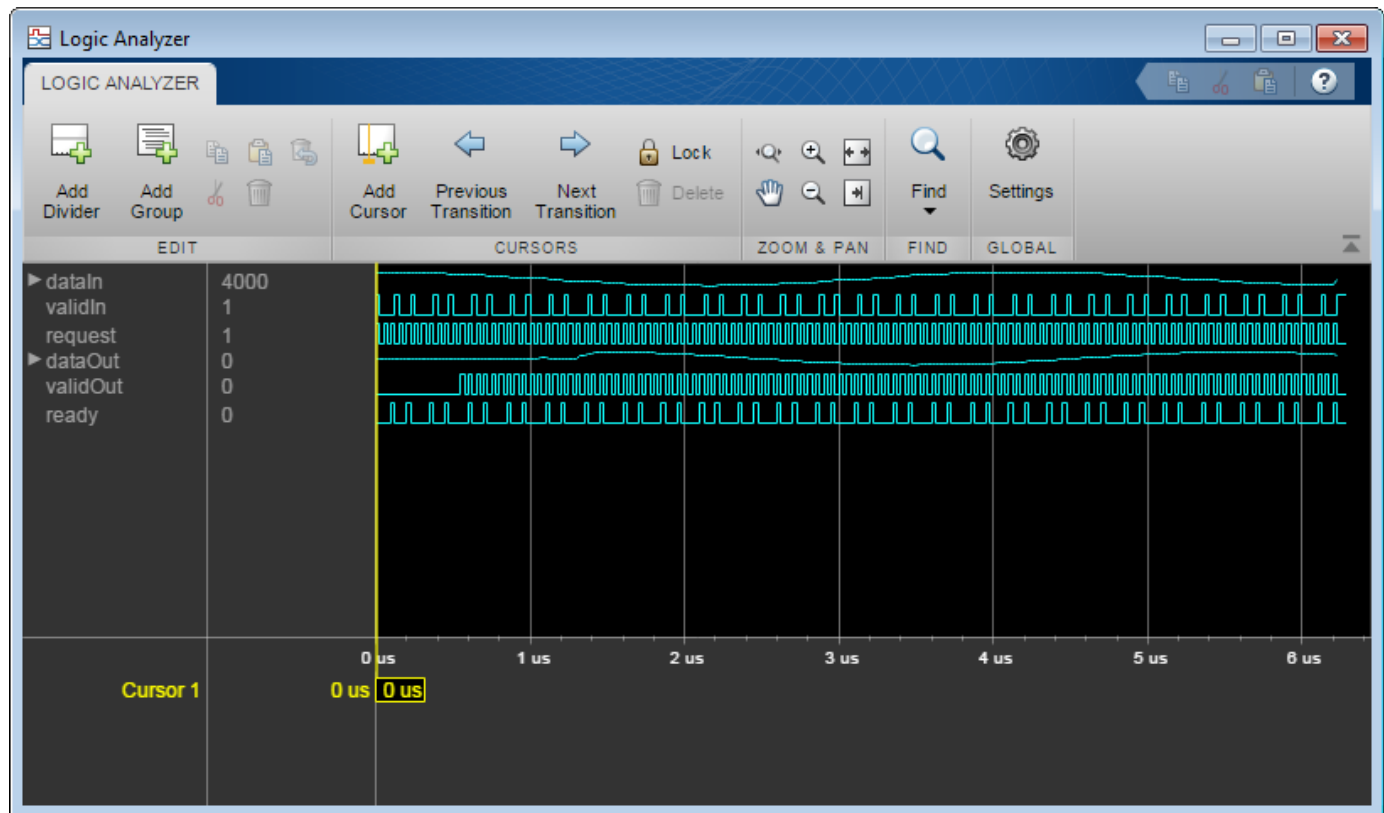 Logic Analyzer
LOGIC ANALYZER
?
Add Divider
Add Group
Add Cursor
Previous Transition
Next Transition
Lock
Delete
Find
Settings
EDIT
CURSORS
ZOOM & PAN
FIND
GLOBAL
dataIn 4000
validIn 1
request 1
dataOut 0
validOut 0
ready 0
0 us 1 us 2 us 3 us 4 us 5 us 6 us
Cursor 1 0 us 0 us